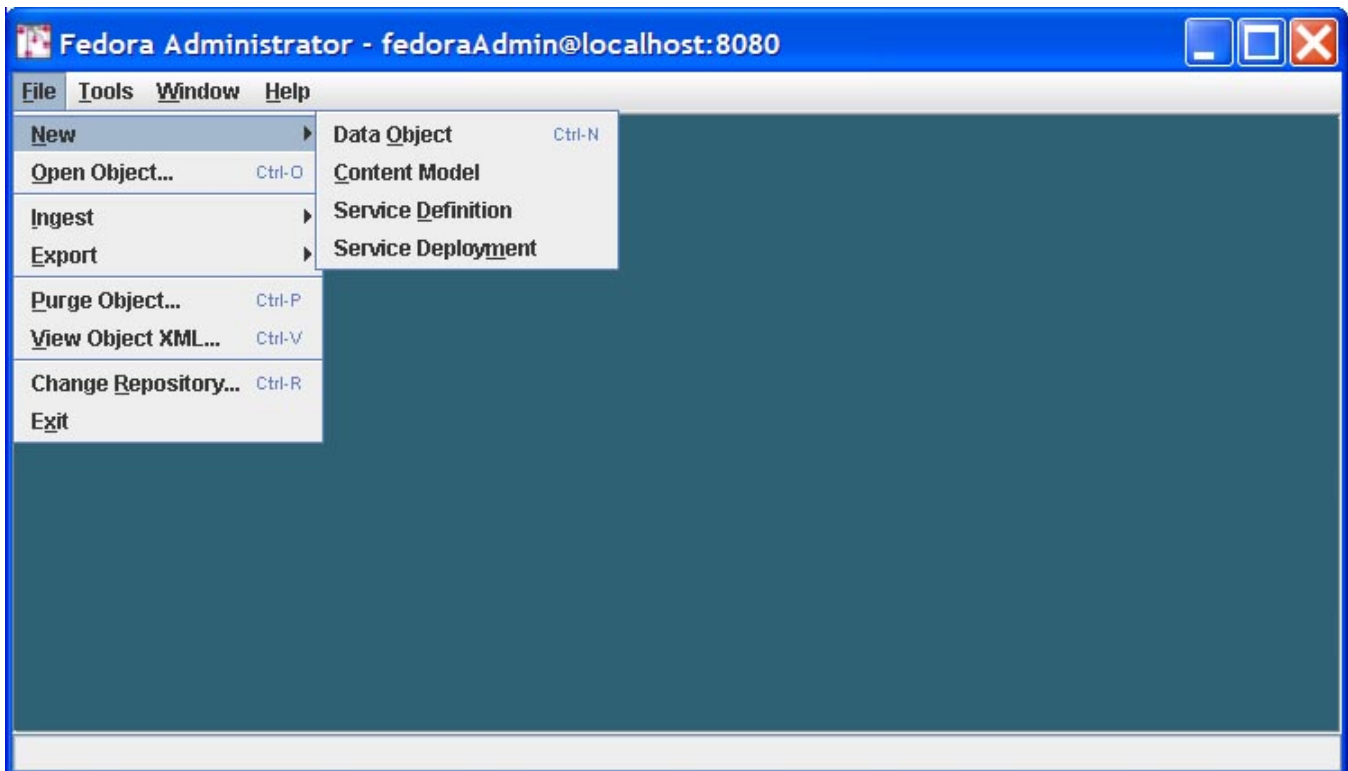 Fedora Administrator - fedoraAdmin@localhost:8080
File Tools Window Help
New
Open Object... Ctrl-O
Ingest
Export
Purge Object... Ctrl-P
View Object XML... Ctrl-V
Change Repository... Ctrl-R
Exit
Data Object Ctrl-N
Content Model
Service Definition
Service Deployment